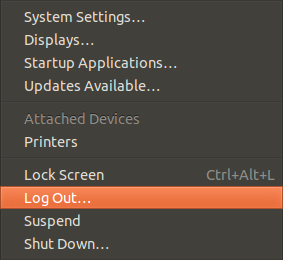 System Settings…
Displays…
Startup Applications…
Updates Available…
Attached Devices
Printers
Lock Screen Ctrl+Alt+L
Log Out…
Suspend
Shut Down…